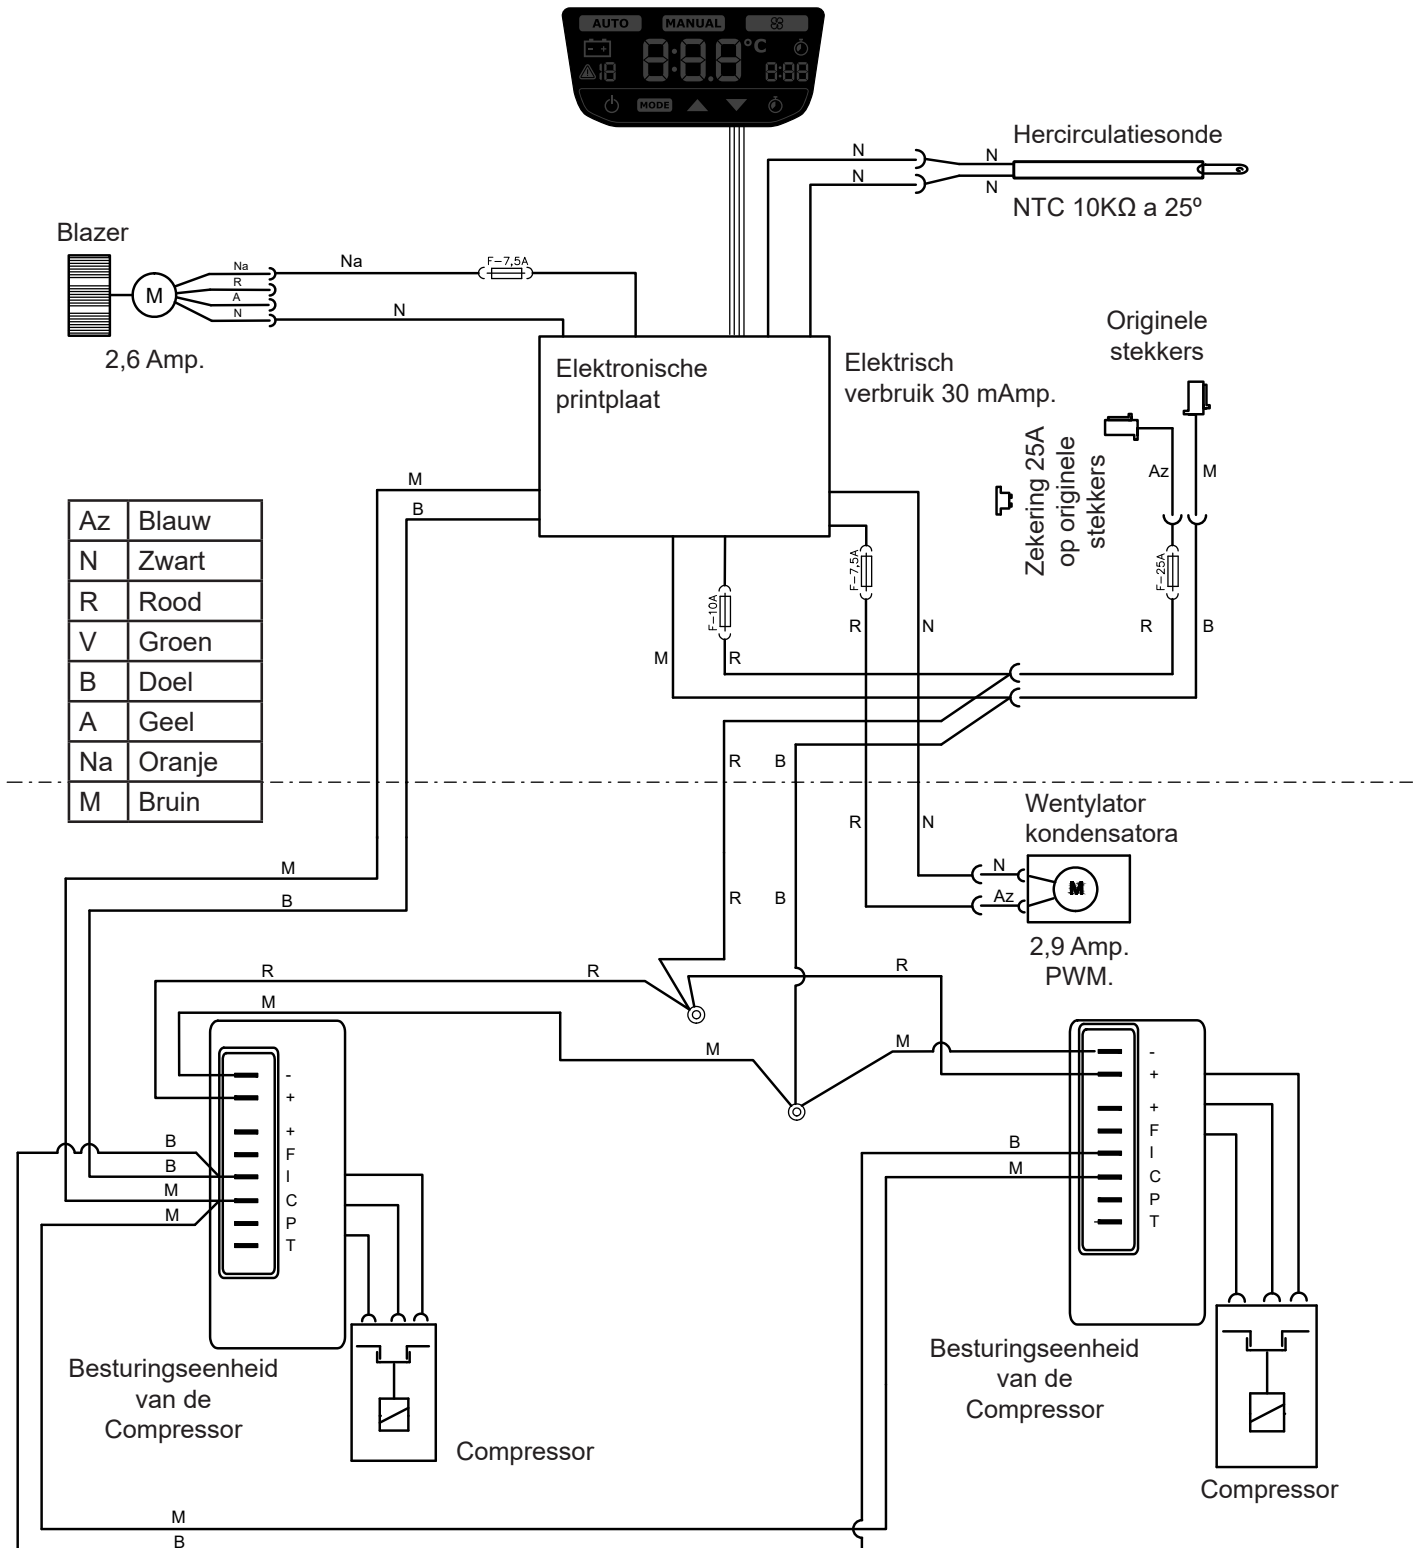 AUTO MANUAL
8:8.8 °C
18 8:88
MODE
Hercirculatiesonde
N N
N N
NTC 10KΩ a 25º
Blazer
Na Na F-7,5A
R
A
N N
M
2,6 Amp.
Originele
stekkers
Elektronische
printplaat
Elektrisch
verbruik 30 mAmp.
Zekering 25A
op originele
stekkers
Az M
M
B
Az Blauw
N Zwart
R Rood
V Groen
B Doel
A Geel
Na Oranje
M Bruin
F-7,5A
F-25A
F-10A
R N R B
M R
R B
Wentylator
kondensatora
R N
M
N
M
B
R B
Az
2,9 Amp.
PWM.
R R R
M
M M
-
+
+
F
I
C
P
T
B
B
M
M
-
+
+
F
I
C
P
T
B
M
Besturingseenheid
van de
Compressor
Compressor
Besturingseenheid
van de
Compressor
Compressor
M
B